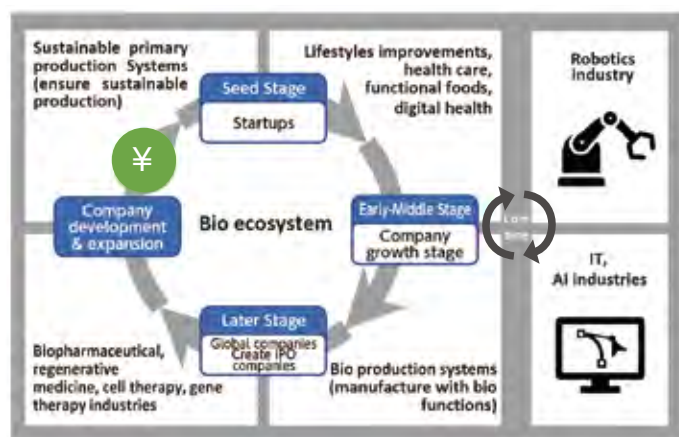 Sustainable primary
production Systems
(ensure sustainable
production)
Lifestyles improvements,
health care,
functional foods,
digital health
Robotics
industry
Seed Stage
Startups
¥
Company
development
& expansion
Bio ecosystem
Early-Middle Stage
Company
growth stage
IT,
AI industries
Later Stage
Global companies
Create IPO
companies
Biopharmaceutical,
regenerative
medicine, cell therapy, gene
therapy industries
Bio production systems
(manufacture with bio
functions)